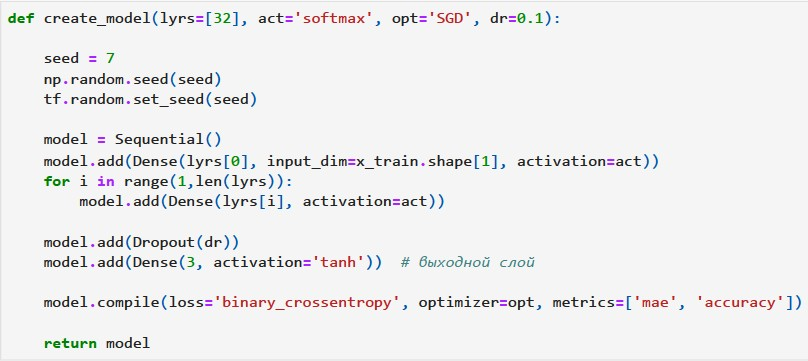 def create_model(lyrs=[32], act='softmax', opt='SGD', dr=0.1):
    seed = 7
    np.random.seed(seed)
    tf.random.set_seed(seed)
    model = Sequential()
    model.add(Dense(lyrs[0], input_dim=x_train.shape[1], activation=act))
    for i in range(1,len(lyrs)):
        model.add(Dense(lyrs[i], activation=act))
    model.add(Dropout(dr))
    model.add(Dense(3, activation='tanh'))  # выходной слой
    model.compile(loss='binary_crossentropy', optimizer=opt, metrics=['mae', 'accuracy'])
    return model